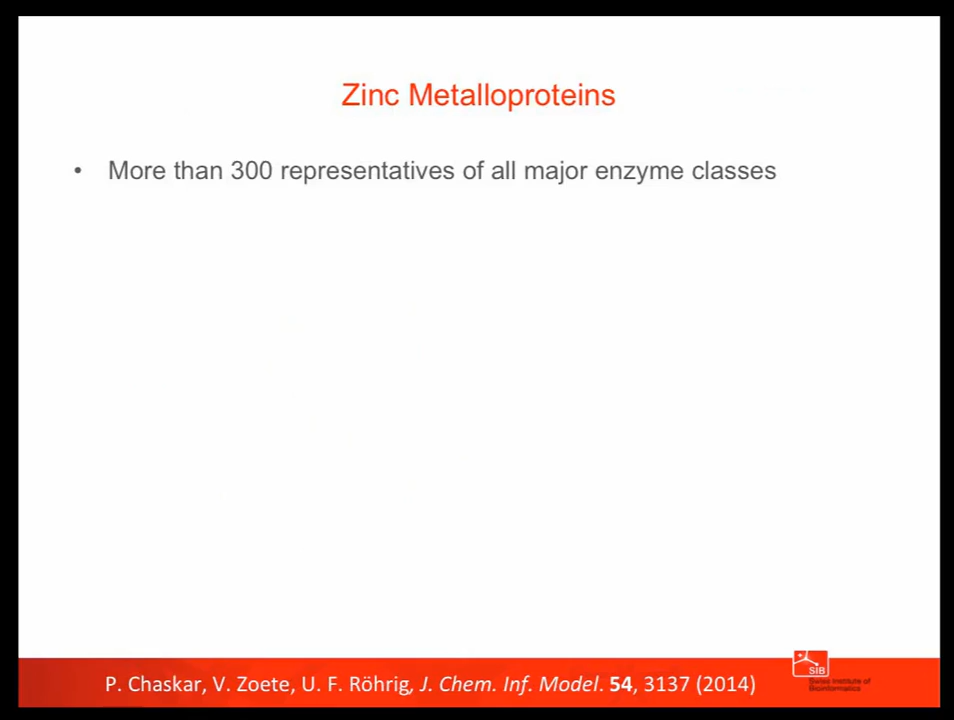 Zinc Metalloproteins
• More than 300 representatives of all major enzyme classes
P. Chaskar, V. Zoete, U. F. Röhrig, J. Chem. Inf. Model. 54, 3137 (2014)
SIB
Swiss Institute of
Bioinformatics